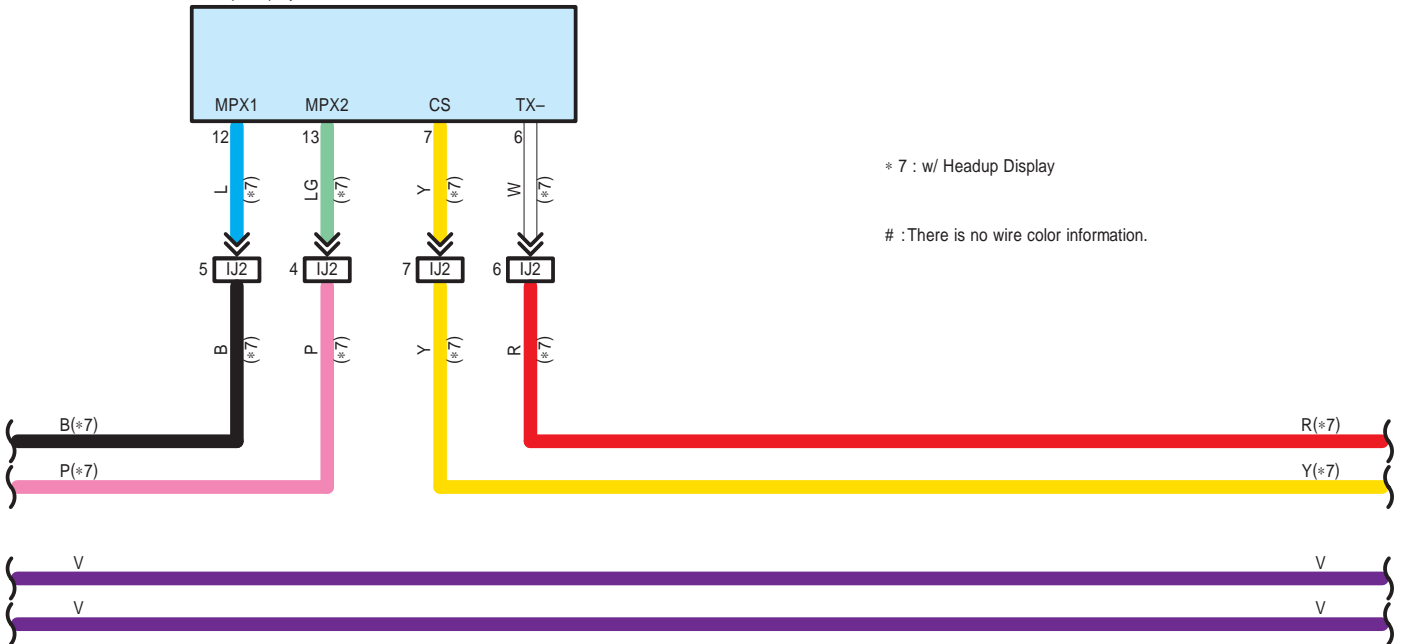 MPX1 MPX2 CS TX–
12 13 7 6
L (*7) LG (*7) Y (*7) W (*7)
* 7 : w/ Headup Display
# : There is no wire color information.
5 IJ2 4 IJ2 7 IJ2 6 IJ2
B (*7) P (*7) Y (*7) R (*7)
B(*7) R(*7)
P(*7) Y(*7)
V V
V V